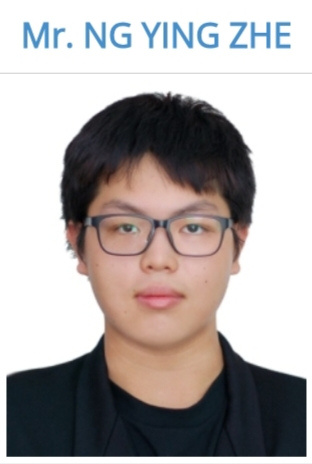 Mr. NG YING ZHE